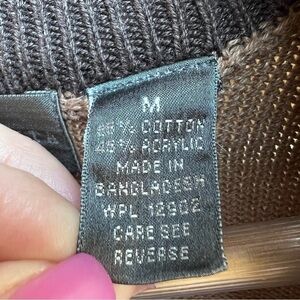 M
55% COTTON
45% ACRYLIC
MADE IN
BANGLADESH
WPL 12902
CARE SEE
REVERSE